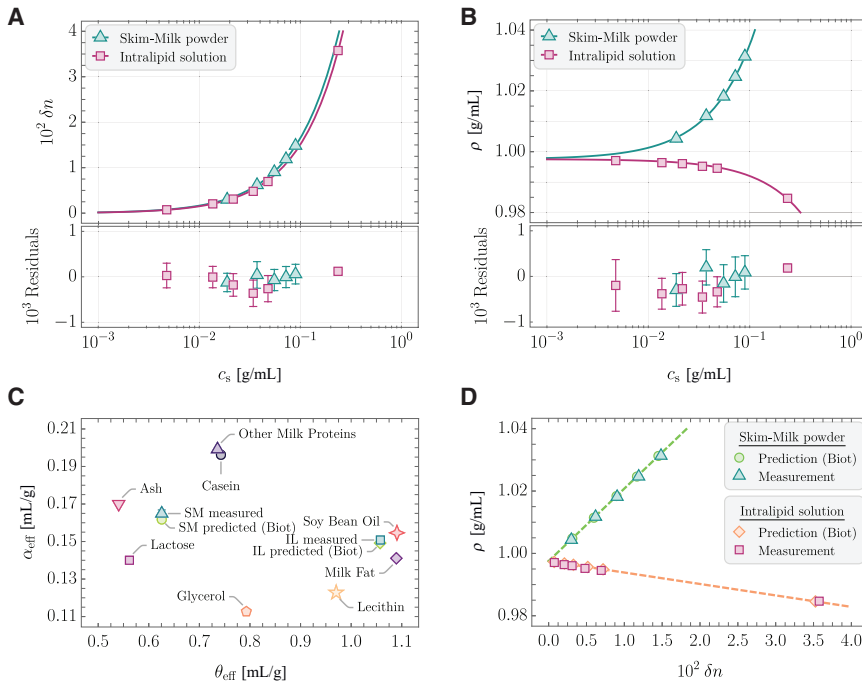 A
Skim-Milk powder
Intralipid solution
4
3
2
1
0
10² δn
1
0
−1
10³ Residuals
10⁻³
10⁻²
10⁻¹
10⁰
cₛ [g/mL]
B
Skim-Milk powder
Intralipid solution
1.04
1.02
1.00
0.98
ρ [g/mL]
1
0
−1
10³ Residuals
10⁻³
10⁻²
10⁻¹
10⁰
cₛ [g/mL]
C
0.21
0.19
0.17
0.15
0.13
0.11
α_eff [mL/g]
Other Milk Proteins
Casein
Ash
SM measured
SM predicted (Biot)
Lactose
Soy Bean Oil
IL measured
IL predicted (Biot)
Milk Fat
Glycerol
Lecithin
0.5
0.6
0.7
0.8
0.9
1.0
1.1
θ_eff [mL/g]
D
1.04
1.02
1.00
0.98
ρ [g/mL]
Skim-Milk powder
Prediction (Biot)
Measurement
Intralipid solution
Prediction (Biot)
Measurement
0.0
0.5
1.0
1.5
2.0
2.5
3.0
3.5
4.0
10² δn